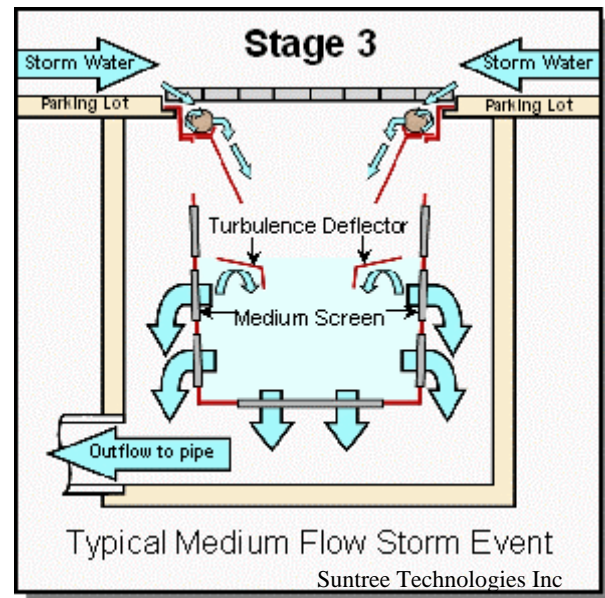 Stage 3
Storm Water
Storm Water
Parking Lot
Parking Lot
Turbulence Deflector
Medium Screen
Outflow to pipe
Typical Medium Flow Storm Event
Suntree Technologies Inc